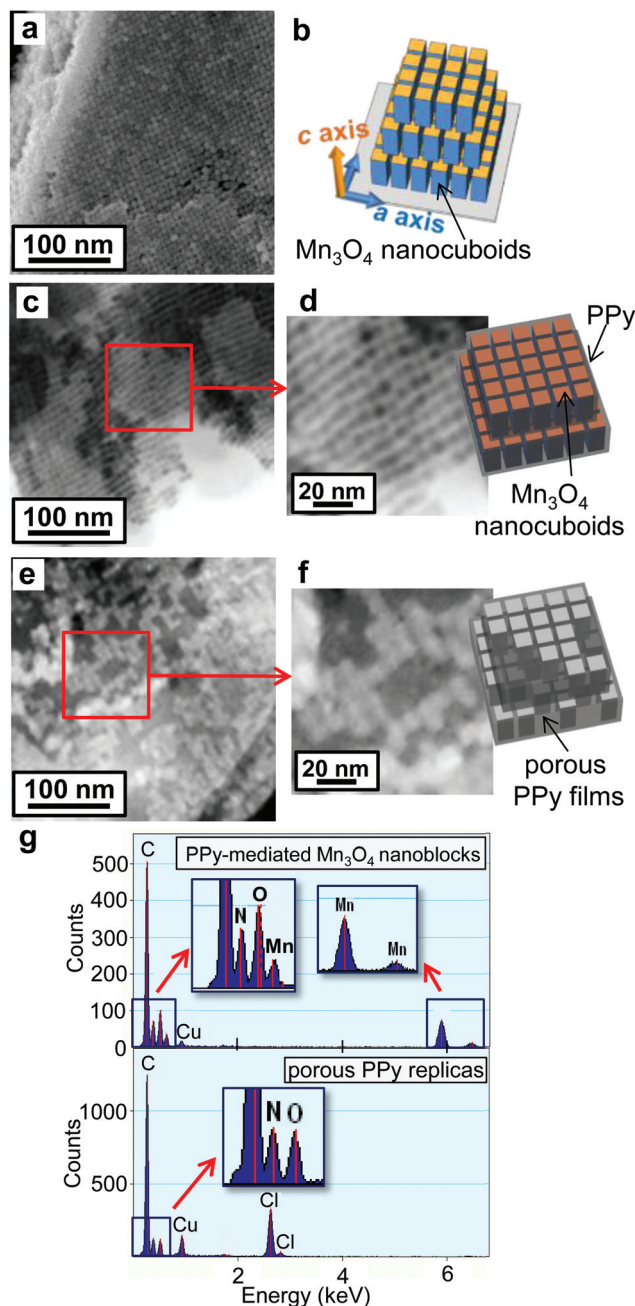 a
100 nm
b
c axis
a axis
Mn₃O₄ nanocuboids
c
100 nm
d
20 nm
PPy
Mn₃O₄
nanocuboids
e
100 nm
f
20 nm
porous
PPy films
g
C
PPy-mediated Mn₃O₄ nanoblocks
500
400
300
200
100
0
Counts
N
O
Mn
Mn
Mn
Cu
C
porous PPy replicas
1000
500
Counts
N
O
Cu
Cl
Cl
2
4
6
Energy (keV)